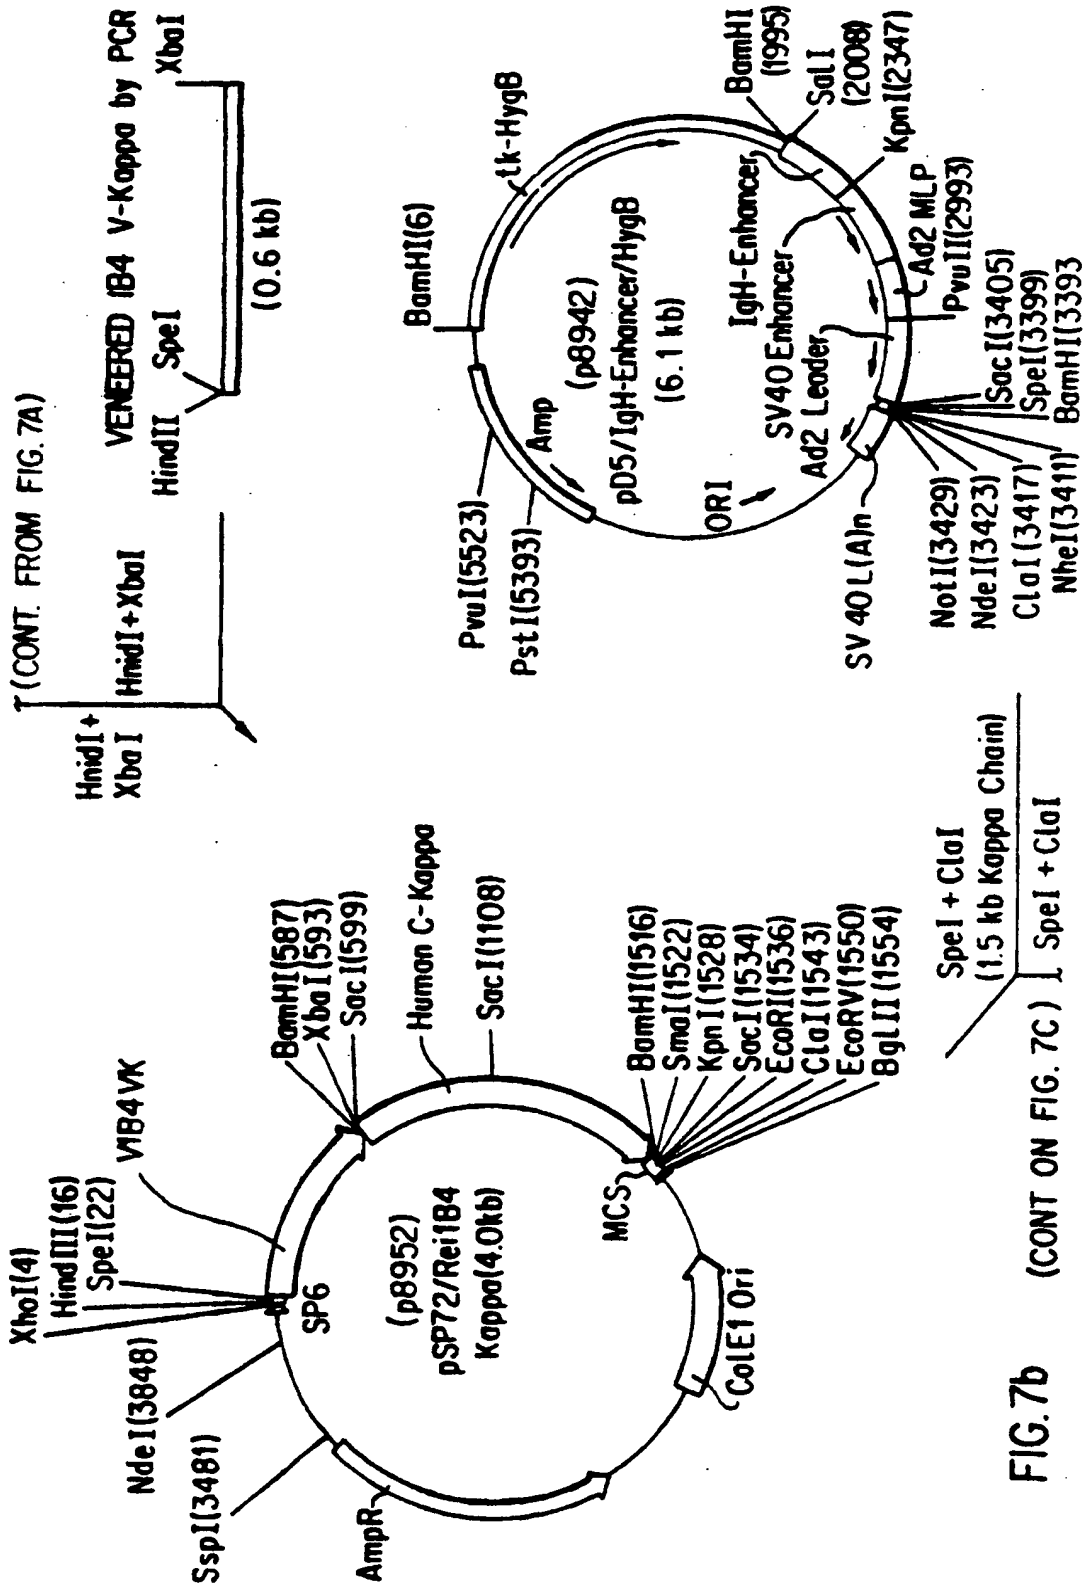 (CONT. FROM FIG. 7A)
HnidI+
XbaI
HnidI+XbaI
VENEERED 1B4 V-Kappa by PCR
HindII
SpeI
XbaI
(0.6 kb)
XhoI(4)
HindIII(16)
SpeI(22)
V1B4VK
NdeI(3848)
SspI(3481)
SP6
AmpR
BamHI(587)
XbaI(593)
SacI(599)
Human C-Kappa
SacI(1108)
(p8952)
pSP72/Rei1B4
Kappa(4.0kb)
MCS
ColE1 Ori
BamHI(1516)
SmaI(1522)
KpnI(1528)
SacI(1534)
EcoRI(1536)
ClaI(1543)
EcoRV(1550)
BglII(1554)
BamHI(6)
tk-HygB
PvuI(5523)
PstI(5393)
Amp
(p8942)
pD5/IgH-Enhancer/HygB
(6.1 kb)
ORI
IgH-Enhancer
SV40 Enhancer
Ad2 Leader
BamHI
(1995)
SalI
(2008)
KpnI(2347)
Ad2 MLP
PvuII(2993)
SV 40 L(A)n
SacI(3405)
SpeI(3399)
BamHI(3393
NotI(3429)
NdeI(3423)
ClaI(3417)
NheI(3411)
SpeI + ClaI
(1.5 kb Kappa Chain)
SpeI + ClaI
(CONT ON FIG. 7C)
FIG. 7b